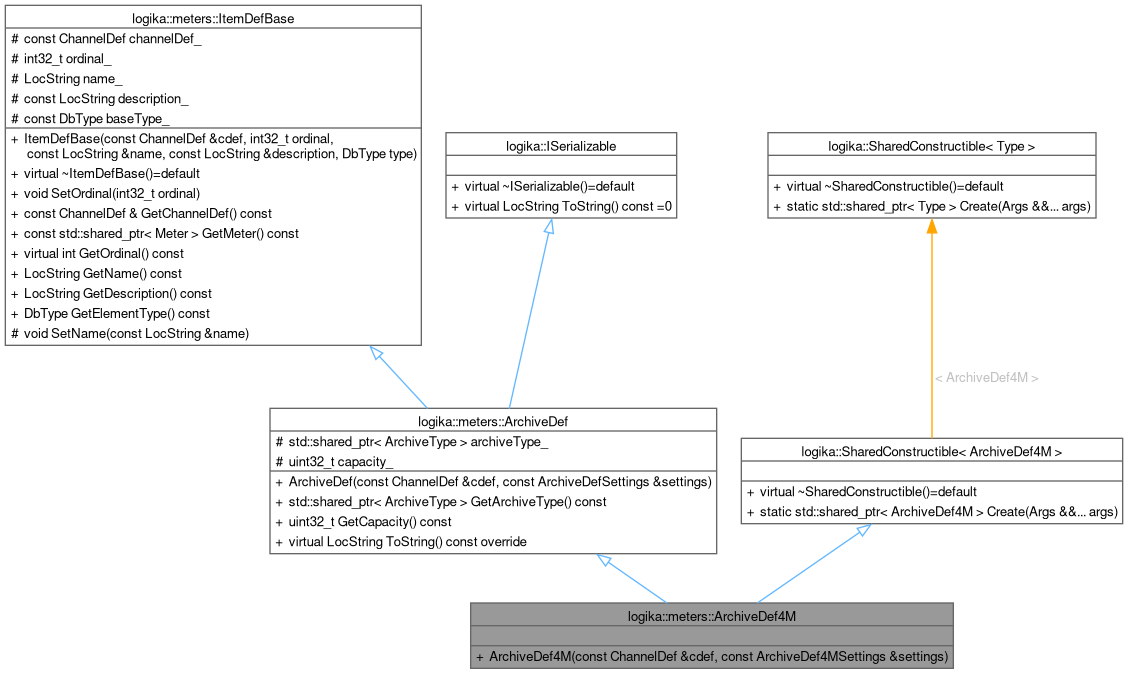 logika::meters::ItemDefBase
# const ChannelDef channelDef_
# int32_t ordinal_
# LocString name_
# const LocString description_
# const DbType baseType_
+ ItemDefBase(const ChannelDef &cdef, int32_t ordinal,
const LocString &name, const LocString &description, DbType type)
+ virtual ~ItemDefBase()=default
+ void SetOrdinal(int32_t ordinal)
+ const ChannelDef & GetChannelDef() const
+ const std::shared_ptr< Meter > GetMeter() const
+ virtual int GetOrdinal() const
+ LocString GetName() const
+ LocString GetDescription() const
+ DbType GetElementType() const
# void SetName(const LocString &name)
logika::ISerializable
+ virtual ~ISerializable()=default
+ virtual LocString ToString() const =0
logika::SharedConstructible< Type >
+ virtual ~SharedConstructible()=default
+ static std::shared_ptr< Type > Create(Args &&... args)
< ArchiveDef4M >
logika::meters::ArchiveDef
# std::shared_ptr< ArchiveType > archiveType_
# uint32_t capacity_
+ ArchiveDef(const ChannelDef &cdef, const ArchiveDefSettings &settings)
+ std::shared_ptr< ArchiveType > GetArchiveType() const
+ uint32_t GetCapacity() const
+ virtual LocString ToString() const override
logika::SharedConstructible< ArchiveDef4M >
+ virtual ~SharedConstructible()=default
+ static std::shared_ptr< ArchiveDef4M > Create(Args &&... args)
logika::meters::ArchiveDef4M
+ ArchiveDef4M(const ChannelDef &cdef, const ArchiveDef4MSettings &settings)